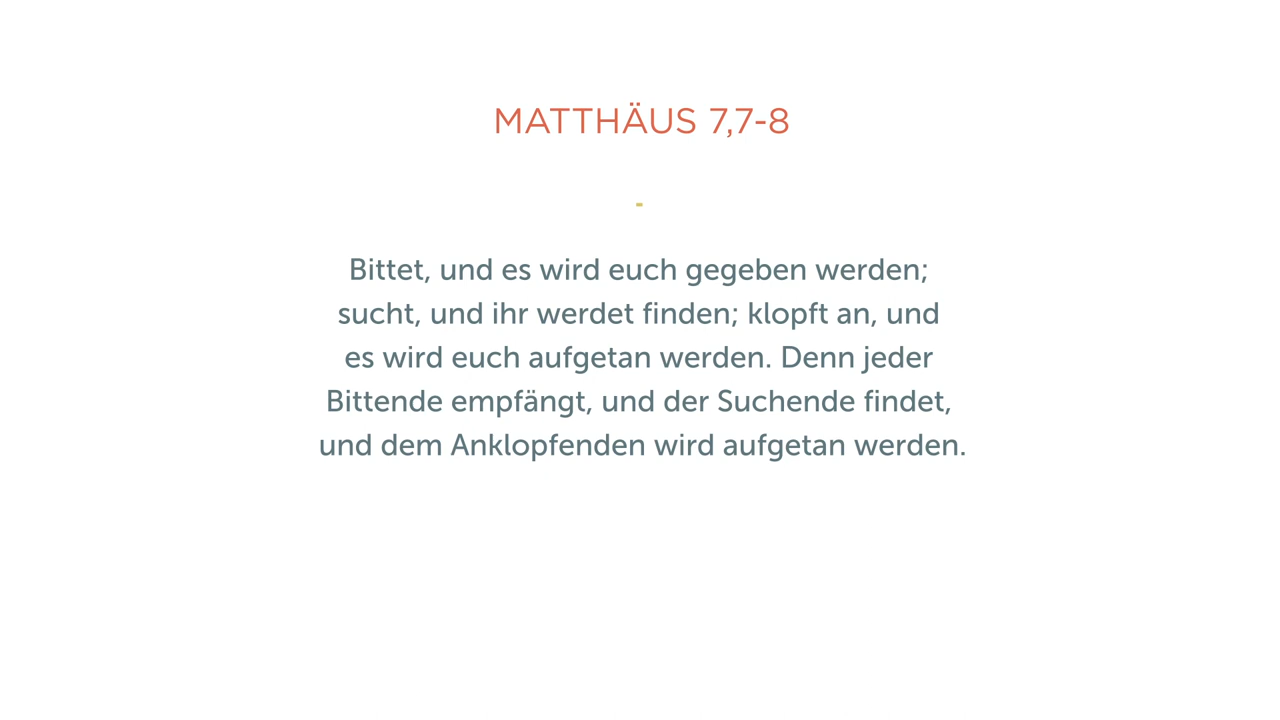 MATTHÄUS 7,7-8
-
Bittet, und es wird euch gegeben werden;
sucht, und ihr werdet finden; klopft an, und
es wird euch aufgetan werden. Denn jeder
Bittende empfängt, und der Suchende findet,
und dem Anklopfenden wird aufgetan werden.